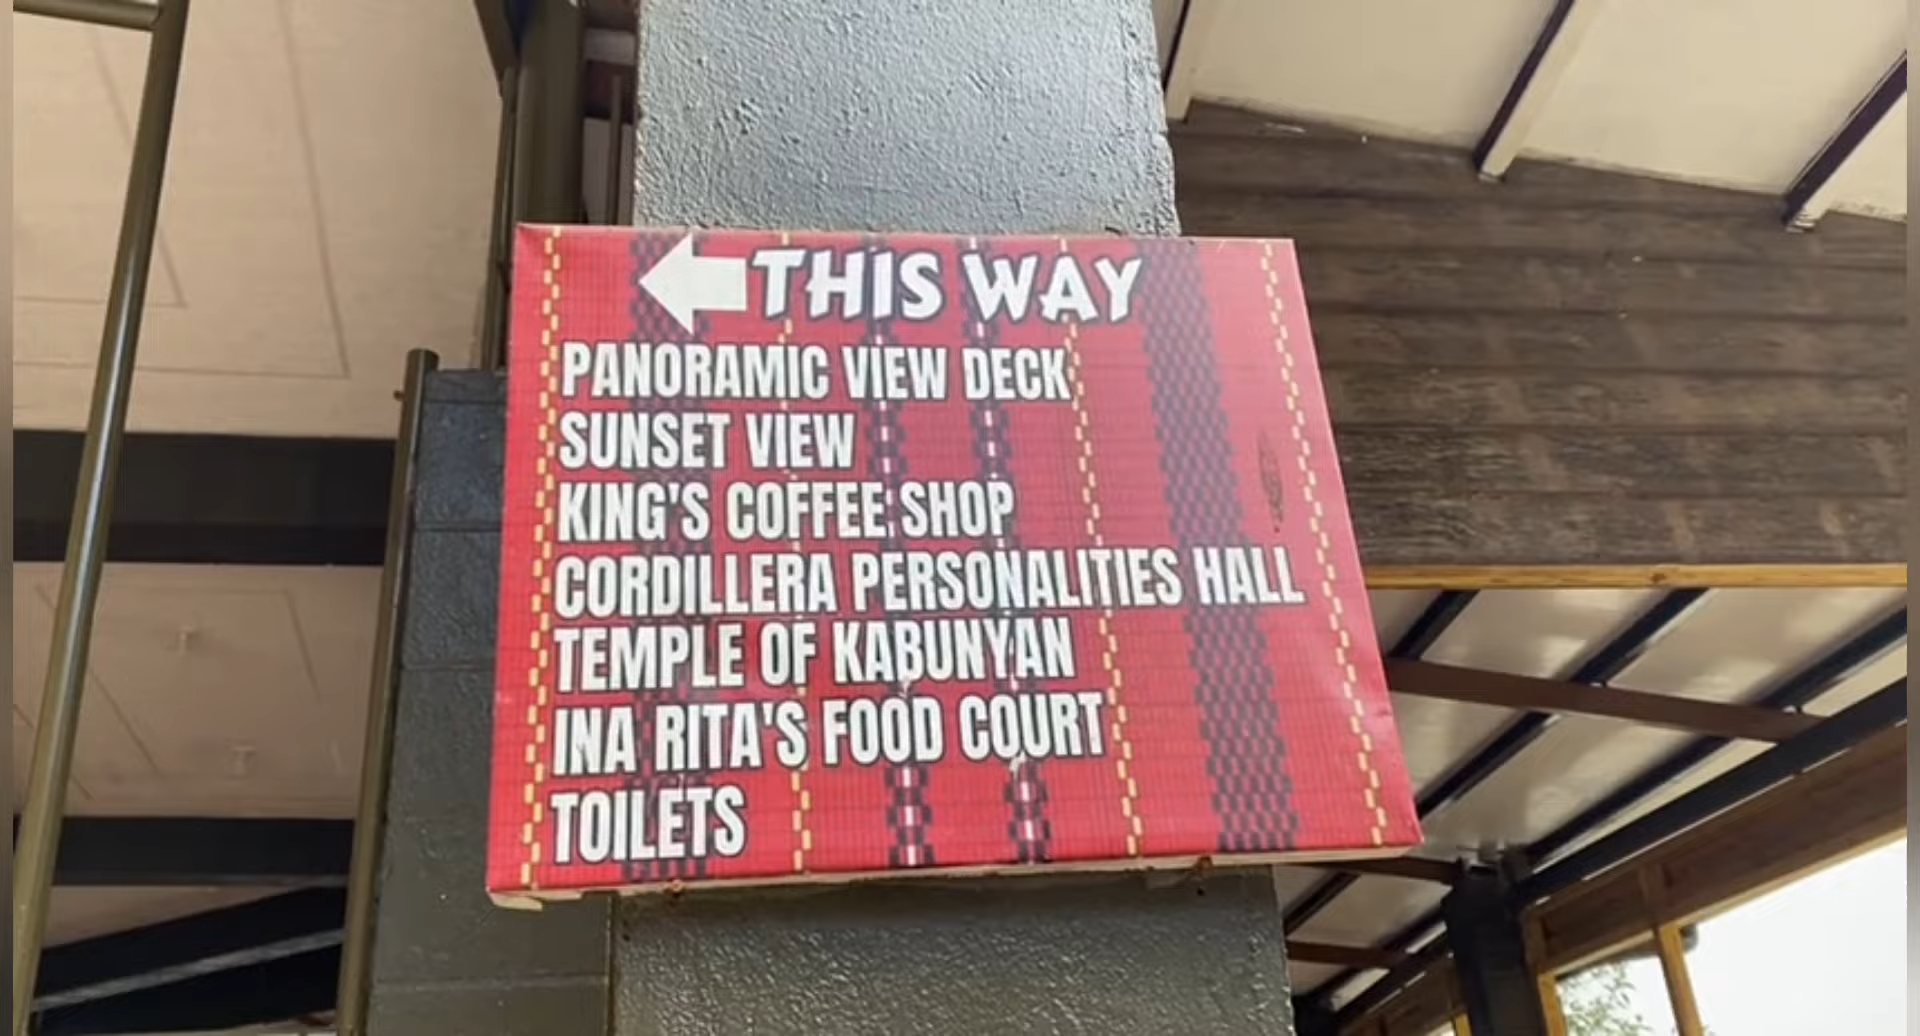 THIS WAY
PANORAMIC VIEW DECK
SUNSET VIEW
KING'S COFFEE SHOP
CORDILLERA PERSONALITIES HALL
TEMPLE OF KABUNYAN
INA RITA'S FOOD COURT
TOILETS